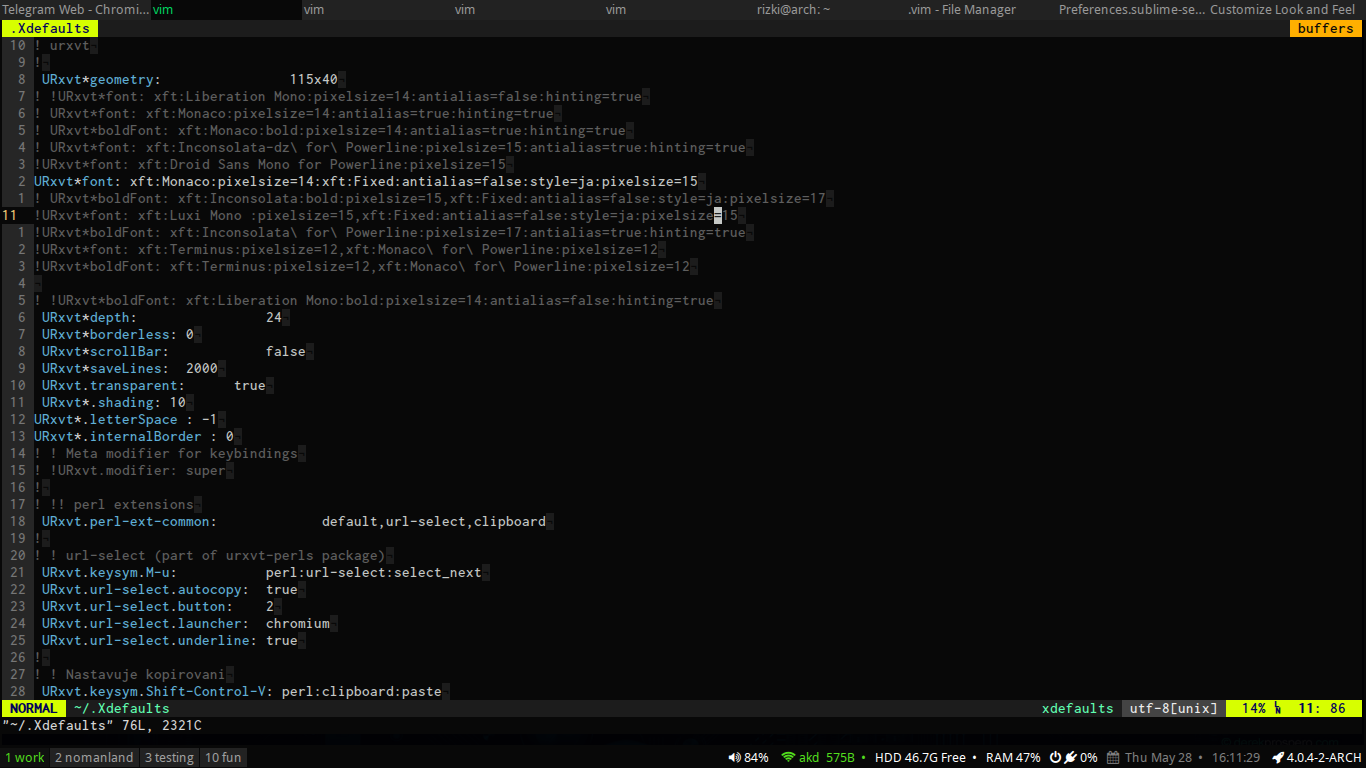 Telegram Web - Chromi... vim vim vim vim rizki@arch: ~ .vim - File Manager Preferences.sublime-se... Customize Look and Feel
.Xdefaults buffers
10 ! urxvt¬
9 !¬
8  URxvt*geometry:                115x40¬
7 ! !URxvt*font: xft:Liberation Mono:pixelsize=14:antialias=false:hinting=true¬
6 ! URxvt*font: xft:Monaco:pixelsize=14:antialias=true:hinting=true¬
5 ! URxvt*boldFont: xft:Monaco:bold:pixelsize=14:antialias=true:hinting=true¬
4 ! URxvt*font: xft:Inconsolata-dz\ for\ Powerline:pixelsize=15:antialias=true:hinting=true¬
3 !URxvt*font: xft:Droid Sans Mono for Powerline:pixelsize=15¬
2 URxvt*font: xft:Monaco:pixelsize=14:xft:Fixed:antialias=false:style=ja:pixelsize=15¬
1 ! URxvt*boldFont: xft:Inconsolata:bold:pixelsize=15,xft:Fixed:antialias=false:style=ja:pixelsize=17¬
11 !URxvt*font: xft:Luxi Mono :pixelsize=15,xft:Fixed:antialias=false:style=ja:pixelsize=15¬
1 !URxvt*boldFont: xft:Inconsolata\ for\ Powerline:pixelsize=17:antialias=true:hinting=true¬
2 !URxvt*font: xft:Terminus:pixelsize=12,xft:Monaco\ for\ Powerline:pixelsize=12¬
3 !URxvt*boldFont: xft:Terminus:pixelsize=12,xft:Monaco\ for\ Powerline:pixelsize=12¬
4 ¬
5 ! !URxvt*boldFont: xft:Liberation Mono:bold:pixelsize=14:antialias=false:hinting=true¬
6  URxvt*depth:                24¬
7  URxvt*borderless: 0¬
8  URxvt*scrollBar:            false¬
9  URxvt*saveLines:  2000¬
10  URxvt.transparent:      true¬
11  URxvt*.shading: 10¬
12 URxvt*.letterSpace : -1¬
13 URxvt*.internalBorder : 0¬
14 ! ! Meta modifier for keybindings¬
15 ! !URxvt.modifier: super¬
16 !¬
17 ! !! perl extensions¬
18  URxvt.perl-ext-common:             default,url-select,clipboard¬
19 !¬
20 ! ! url-select (part of urxvt-perls package)¬
21  URxvt.keysym.M-u:           perl:url-select:select_next¬
22  URxvt.url-select.autocopy:  true¬
23  URxvt.url-select.button:    2¬
24  URxvt.url-select.launcher:  chromium¬
25  URxvt.url-select.underline: true¬
26 !¬
27 ! ! Nastavuje kopirovani¬
28  URxvt.keysym.Shift-Control-V: perl:clipboard:paste¬
NORMAL ~/.Xdefaults xdefaults utf-8[unix] 14% 11: 86
"~/.Xdefaults" 76L, 2321C
1 work 2 nomanland 3 testing 10 fun 84% akd 575B • HDD 46.7G Free • RAM 47% 0% Thu May 28 • 16:11:29 4.0.4-2-ARCH